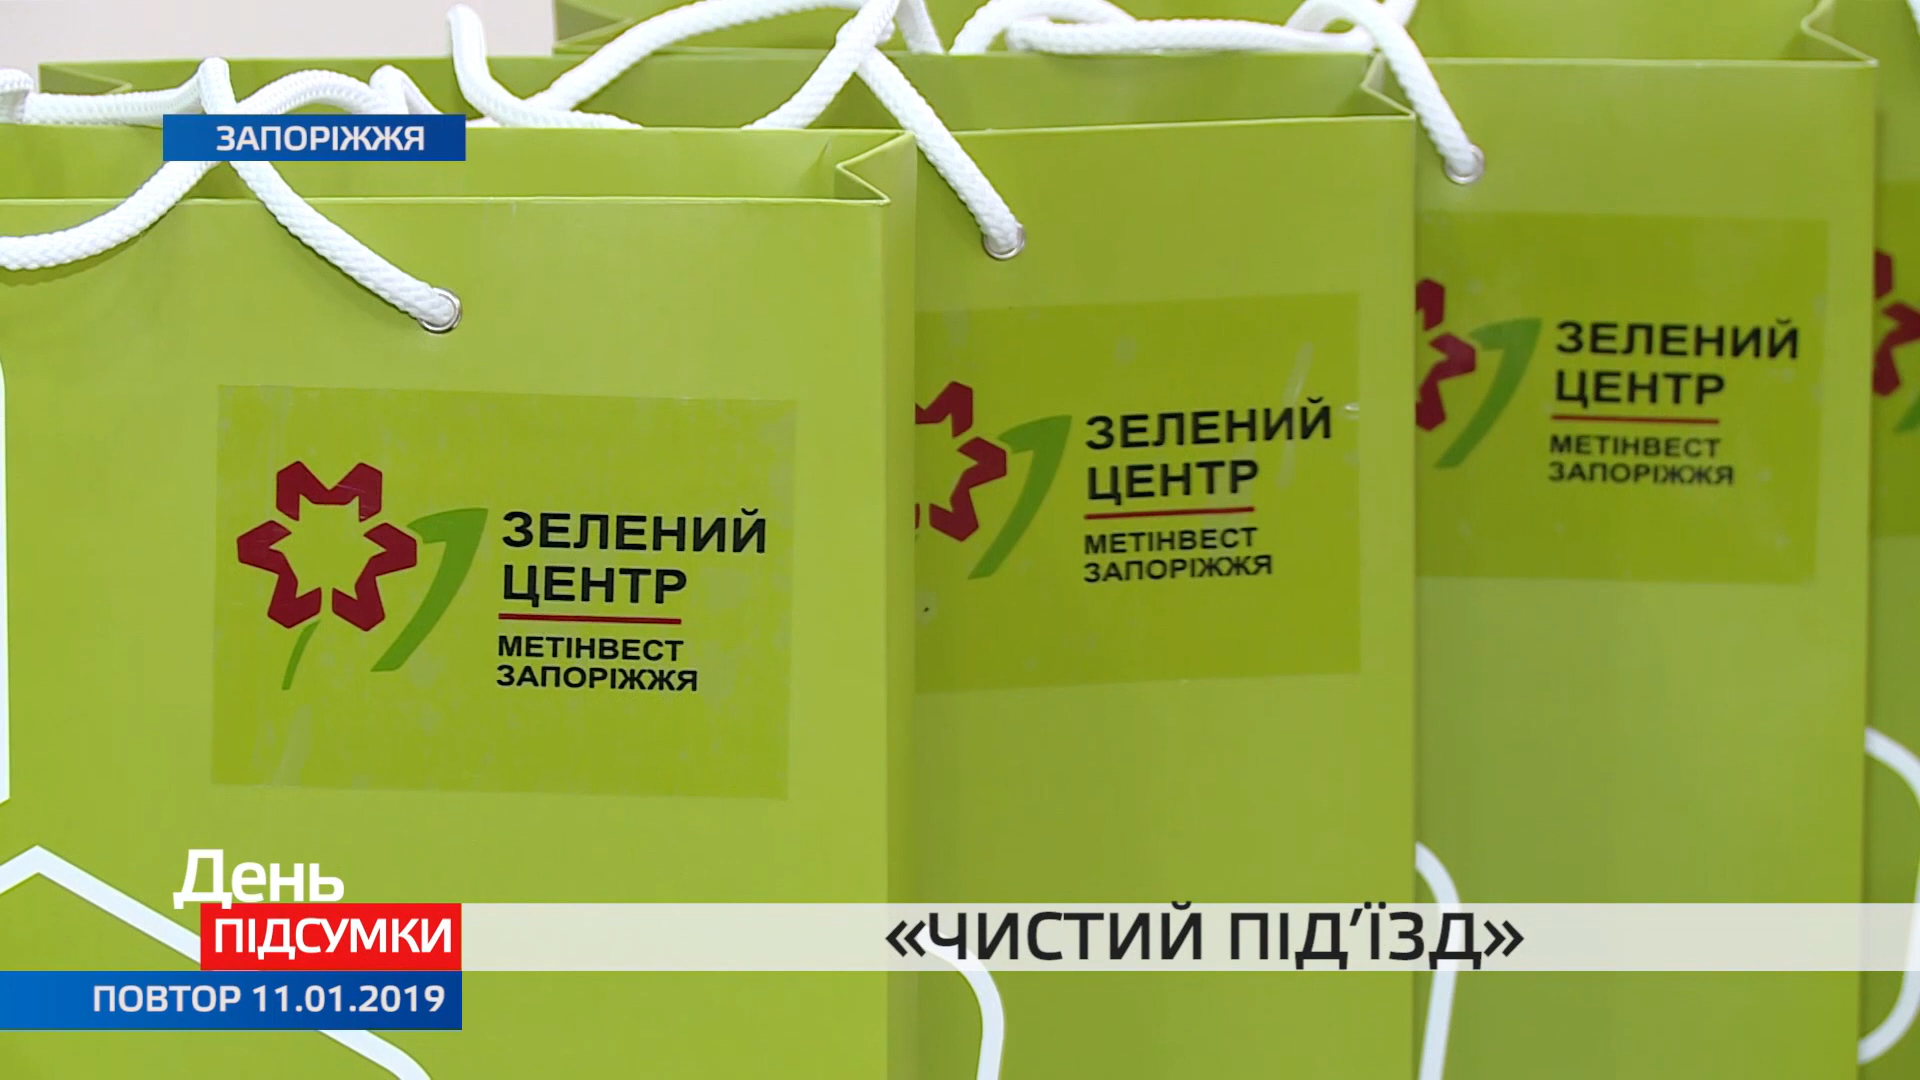 ЗАПОРІЖЖЯ
ЗЕЛЕНИЙ
ЦЕНТР
МЕТІНВЕСТ
ЗАПОРІЖЖЯ
ЗЕЛЕНИЙ
ЦЕНТР
МЕТІНВЕСТ
ЗАПОРІЖЖЯ
ЗЕЛЕНИЙ
ЦЕНТР
МЕТІНВЕСТ
ЗАПОРІЖЖЯ
День
ПІДСУМКИ
«ЧИСТИЙ ПІД’ЇЗД»
ПОВТОР 11.01.2019